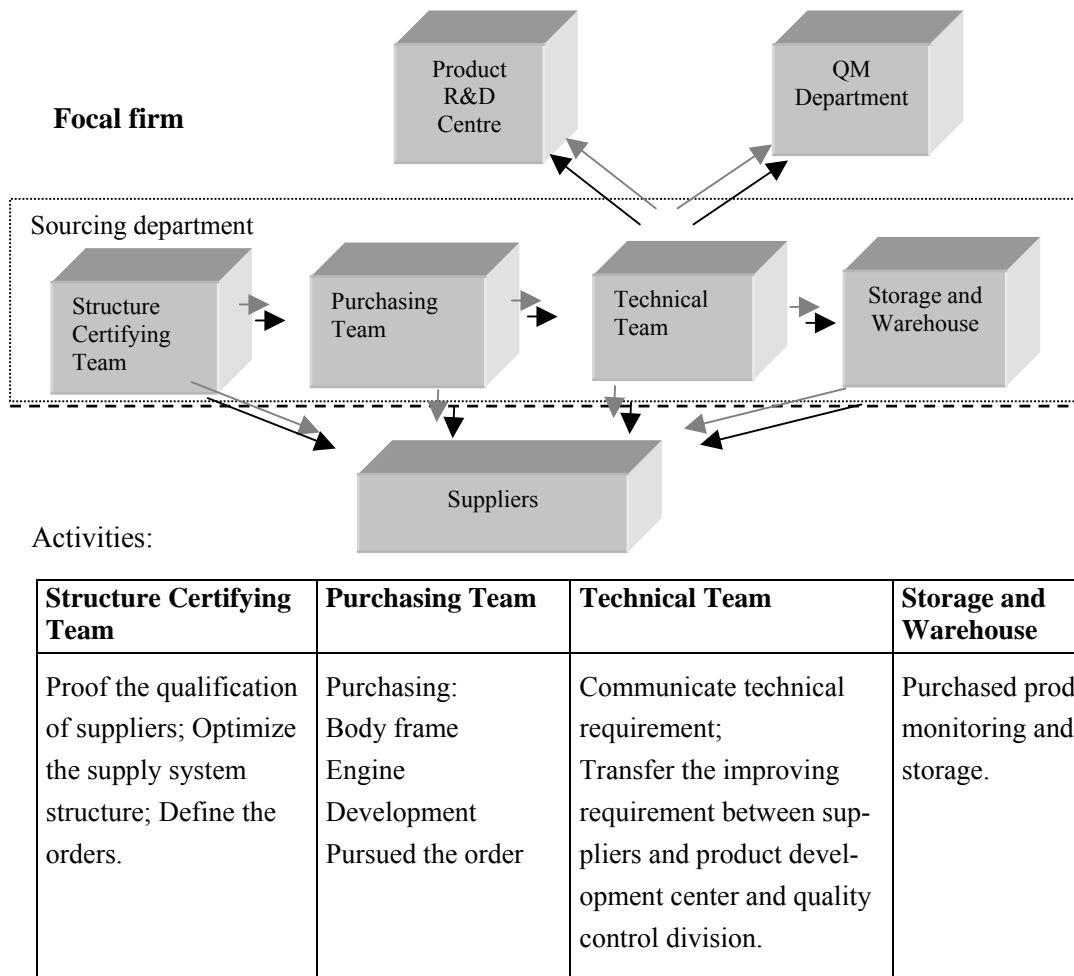 Product
R&D
Centre
QM
Department
Focal firm
Sourcing department
Structure
Certifying
Team
Purchasing
Team
Technical
Team
Storage and
Warehouse
Suppliers
Activities:
Structure Certifying
Team
Purchasing Team
Technical Team
Storage and
Warehouse
Proof the qualification
of suppliers; Optimize
the supply system
structure; Define the
orders.
Purchasing:
Body frame
Engine
Development
Pursued the order
Communicate technical
requirement;
Transfer the improving
requirement between sup-
pliers and product devel-
opment center and quality
control division.
Purchased prod
monitoring and
storage.